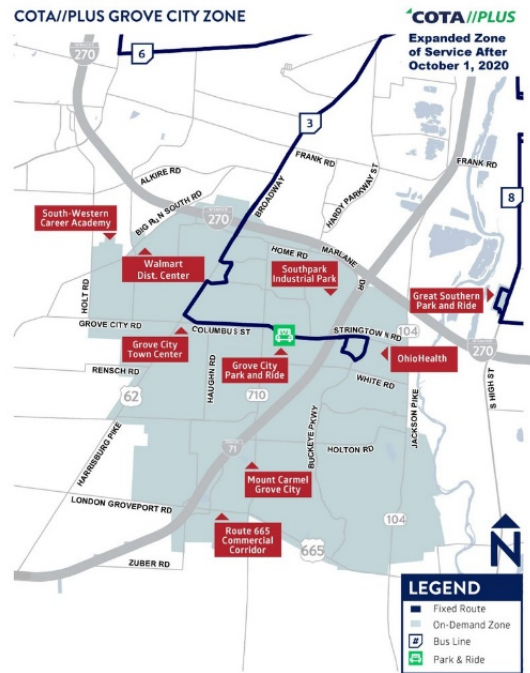 COTA//PLUS GROVE CITY ZONE
COTA//PLUS
Expanded Zone
of Service After
October 1, 2020
270
6
3
8
ALKIRE RD
BIG RUN SOUTH RD
BROADWAY
FRANK RD
HARDY PARKWAY ST
FRANK RD
270
South-Western
Career Academy
Walmart
Dist. Center
HOME RD
MARLANE
DR
Southpark
Industrial Park
Great Southern
Park and Ride
HOLT RD
GROVE CITY RD
COLUMBUS ST
STRINGTOWN RD
104
270
Grove City
Town Center
Grove City
Park and Ride
OhioHealth
RENSCH RD
HAUGHN RD
WHITE RD
62
710
BUCKEYE PKWY
JACKSON PIKE
S HIGH ST
HARRISBURG PIKE
71
HOLTON RD
Mount Carmel
Grove City
LONDON GROVEPORT RD
104
Route 665
Commercial
Corridor
665
ZUBER RD
N
LEGEND
Fixed Route
On-Demand Zone
# Bus Line
Park & Ride